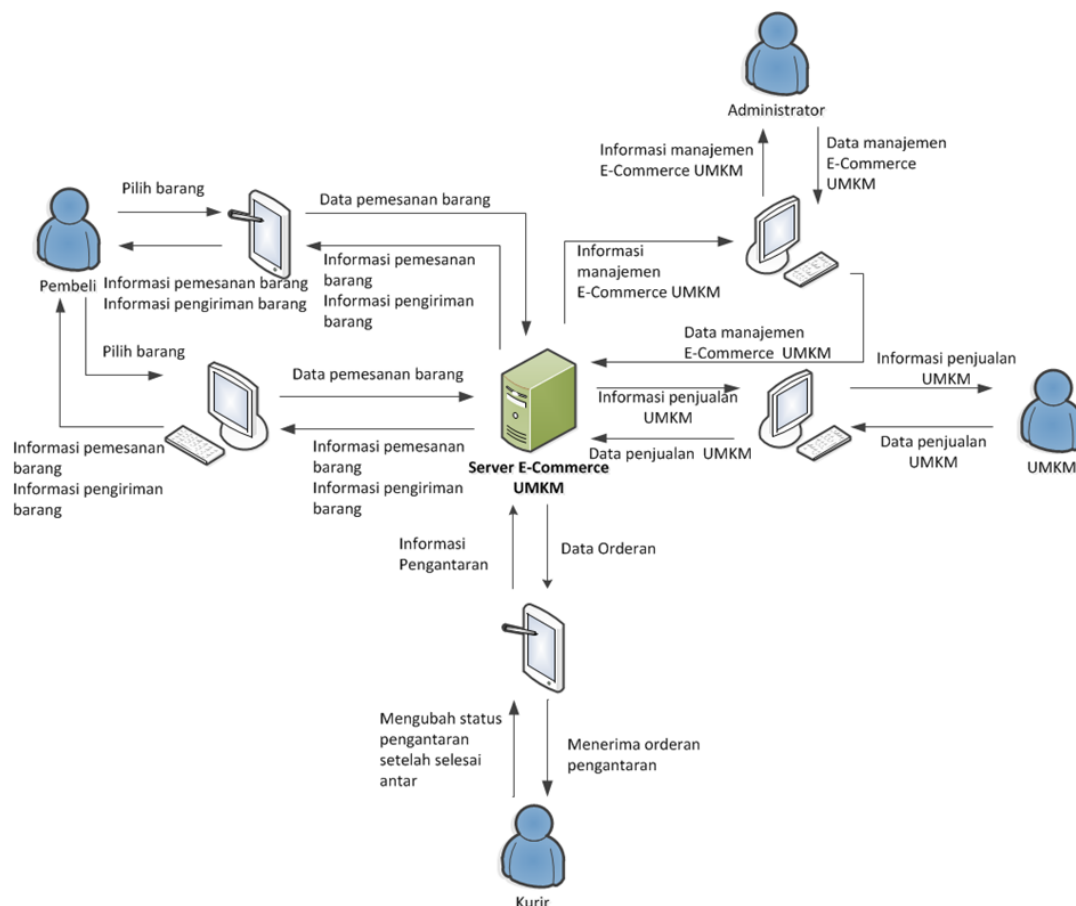 Administrator
Informasi manajemen
E-Commerce UMKM
Data manajemen
E-Commerce
UMKM
Pilih barang
Data pemesanan barang
Pembeli
Informasi pemesanan barang
Informasi pengiriman barang
Informasi pemesanan
barang
Informasi pengiriman
barang
Informasi
manajemen
E-Commerce UMKM
Data manajemen
E-Commerce UMKM
Pilih barang
Data pemesanan barang
Informasi pemesanan
barang
Informasi pengiriman
barang
Informasi pemesanan
barang
Informasi pengiriman
barang
Server E-Commerce
UMKM
Informasi penjualan
UMKM
Data penjualan UMKM
Informasi penjualan
UMKM
Data penjualan
UMKM
UMKM
Informasi
Pengantaran
Data Orderan
Mengubah status
pengantaran
setelah selesai
antar
Menerima orderan
pengantaran
Kurir